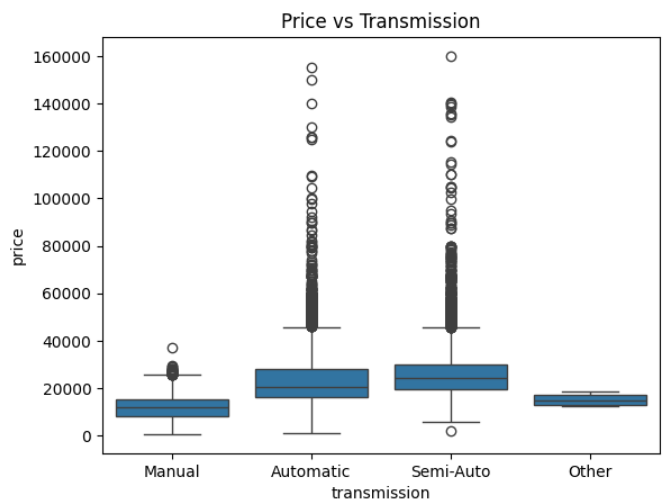 Price vs Transmission
160000
140000
120000
100000
80000
60000
40000
20000
0
price
Manual Automatic Semi-Auto Other
transmission